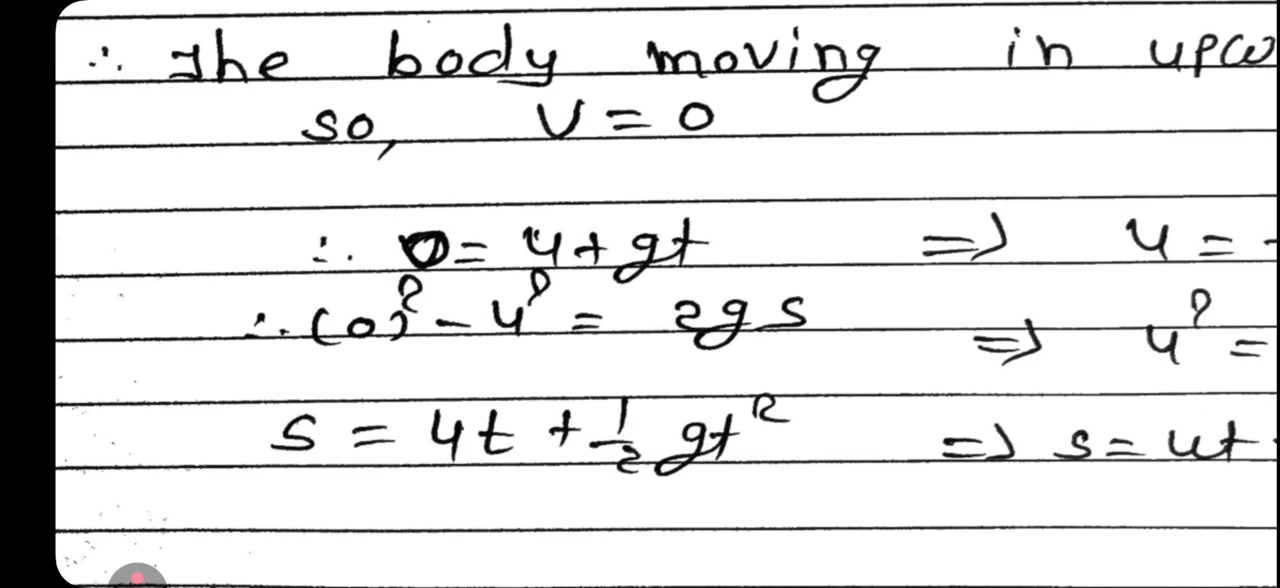 ∴ The body moving in upw
so, V = 0
∴ 0 = u + gt => u = -
∴ (0)² - u² = 2gs => u² =
s = ut + 1/2 gt² => s = ut